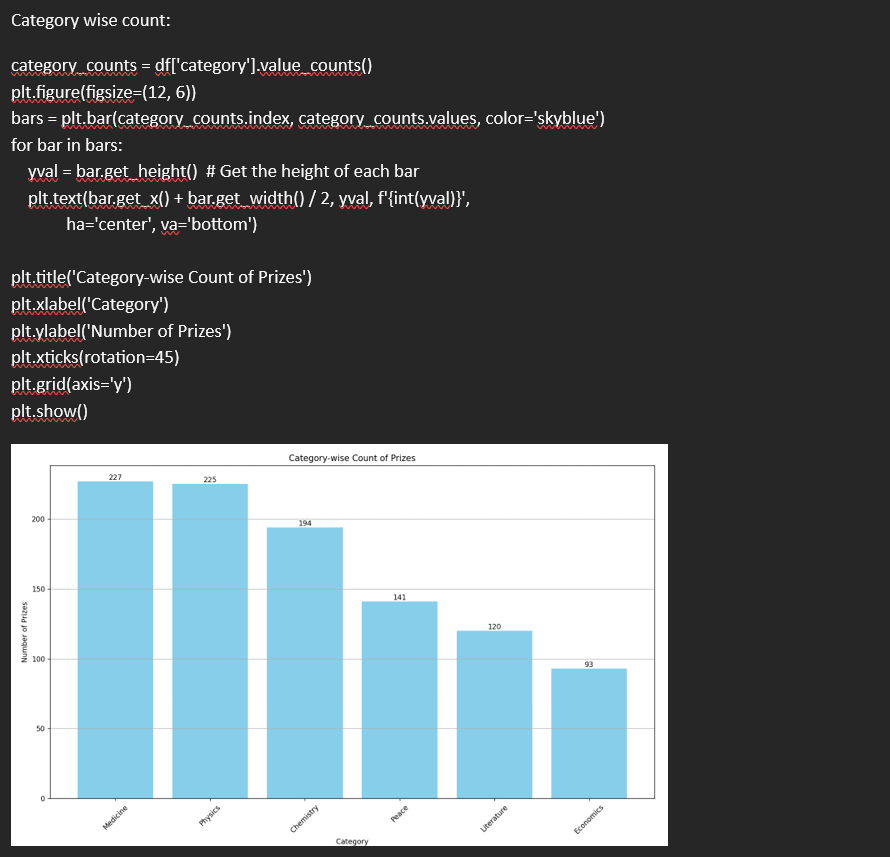 Category wise count:
category_counts = df['category'].value_counts()
plt.figure(figsize=(12, 6))
bars = plt.bar(category_counts.index, category_counts.values, color='skyblue')
for bar in bars:
    yval = bar.get_height()  # Get the height of each bar
    plt.text(bar.get_x() + bar.get_width() / 2, yval, f'{int(yval)}',
             ha='center', va='bottom')
plt.title('Category-wise Count of Prizes')
plt.xlabel('Category')
plt.ylabel('Number of Prizes')
plt.xticks(rotation=45)
plt.grid(axis='y')
plt.show()
Category-wise Count of Prizes
227
225
194
141
120
93
200
150
100
50
0
Number of Prizes
Medicine
Physics
Chemistry
Peace
Literature
Economics
Category